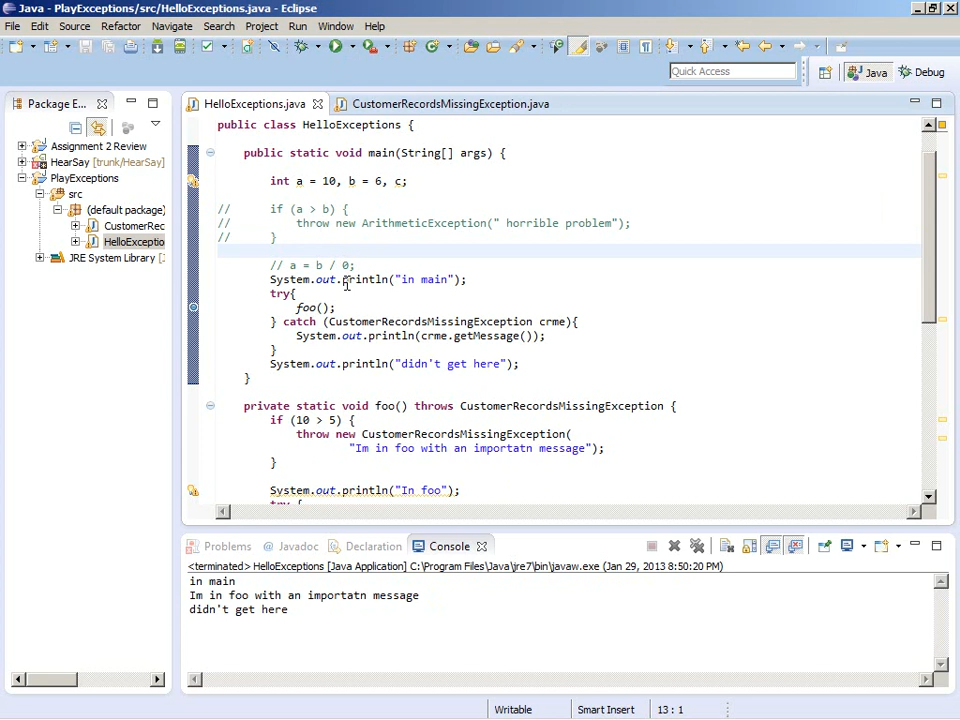 Java - PlayExceptions/src/HelloExceptions.java - Eclipse
File Edit Source Refactor Navigate Search Project Run Window Help
Quick Access
Java
Debug
Package E...
HelloExceptions.java
CustomerRecordsMissingException.java
Assignment 2 Review
HearSay [trunk/HearSay]
PlayExceptions
src
(default package)
CustomerRec
HelloExceptio
JRE System Library [
public class HelloExceptions {
public static void main(String[] args) {
int a = 10, b = 6, c;
// if (a > b) {
// throw new ArithmeticException(" horrible problem");
// }
// a = b / 0;
System.out.println("in main");
try{
foo();
} catch (CustomerRecordsMissingException crme){
System.out.println(crme.getMessage());
}
System.out.println("didn't get here");
}
private static void foo() throws CustomerRecordsMissingException {
if (10 > 5) {
throw new CustomerRecordsMissingException(
"Im in foo with an importatn message");
}
System.out.println("In foo");
try {
Problems
Javadoc
Declaration
Console
<terminated> HelloExceptions [Java Application] C:\Program Files\Java\jre7\bin\javaw.exe (Jan 29, 2013 8:50:20 PM)
in main
Im in foo with an importatn message
didn't get here
Writable
Smart Insert
13 : 1